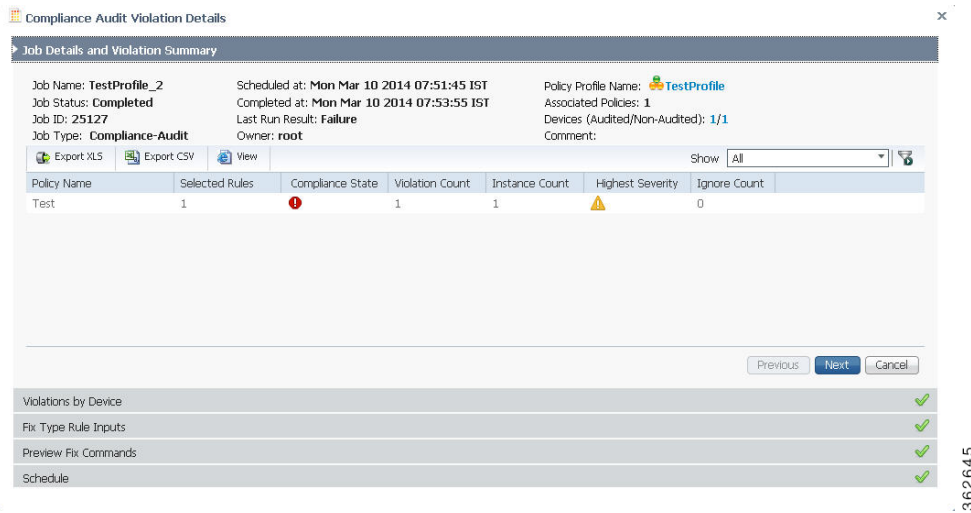 Compliance Audit Violation Details
Job Details and Violation Summary
Job Name: TestProfile_2
Scheduled at: Mon Mar 10 2014 07:51:45 IST
Policy Profile Name: TestProfile
Job Status: Completed
Completed at: Mon Mar 10 2014 07:53:55 IST
Associated Policies: 1
Job ID: 25127
Last Run Result: Failure
Devices (Audited/Non-Audited): 1/1
Job Type: Compliance-Audit
Owner: root
Comment:
Export XLS Export CSV View Show All
Policy Name Selected Rules Compliance State Violation Count Instance Count Highest Severity Ignore Count
Test 1 1 1 0
Previous Next Cancel
Violations by Device
Fix Type Rule Inputs
Preview Fix Commands
Schedule
362645